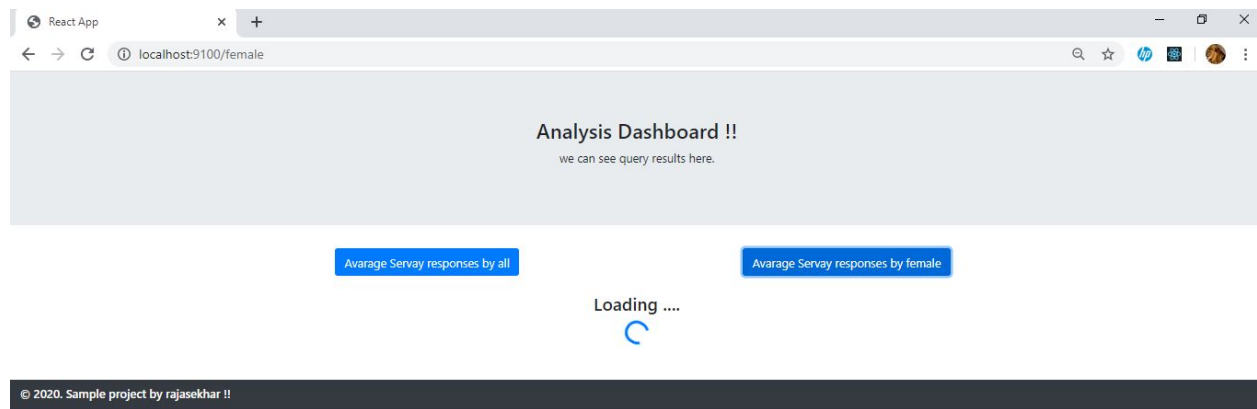 React App
localhost:9100/female
hp
Analysis Dashboard !!
we can see query results here.
Avarage Servay responses by all
Avarage Servay responses by female
Loading ....
© 2020. Sample project by rajasekhar !!